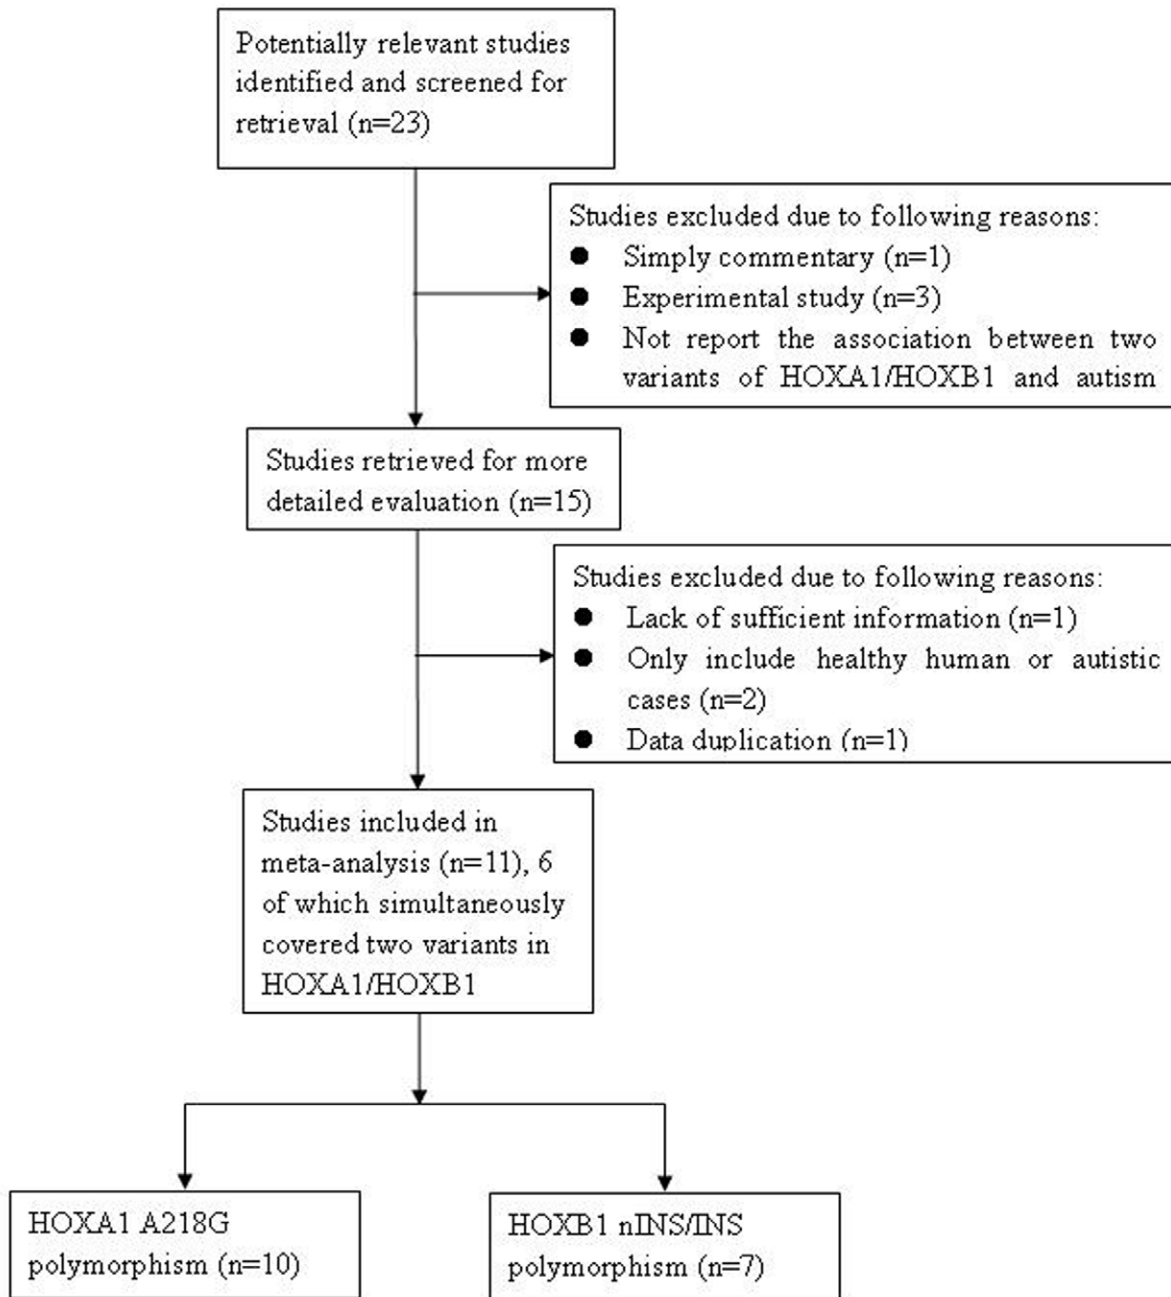 Potentially relevant studies
identified and screened for
retrieval (n=23)
Studies excluded due to following reasons:
● Simply commentary (n=1)
● Experimental study (n=3)
● Not report the association between two
variants of HOXA1/HOXB1 and autism
Studies retrieved for more
detailed evaluation (n=15)
Studies excluded due to following reasons:
● Lack of sufficient information (n=1)
● Only include healthy human or autistic
cases (n=2)
● Data duplication (n=1)
Studies included in
meta-analysis (n=11), 6
of which simultaneously
covered two variants in
HOXA1/HOXB1
HOXA1 A218G
polymorphism (n=10)
HOXB1 nINS/INS
polymorphism (n=7)